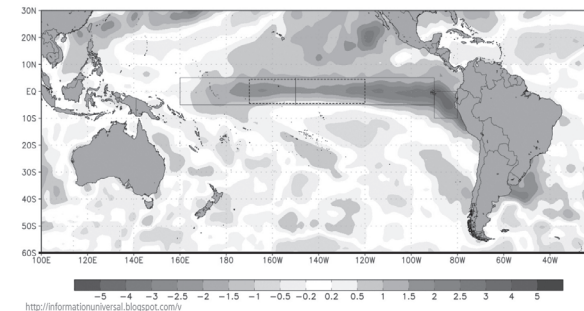 30N
20N
10N
EQ
10S
20S
30S
40S
50S
60S
100E 120E 140E 160E 180 160W 140W 120W 100W 80W 60W 40W
−5 −4 −3 −2.5 −2 −1.5 −1 −0.5 −0.2 0.2 0.5 1 1.5 2 2.5 3 4 5
http://informationuniversal.blogspot.com/v